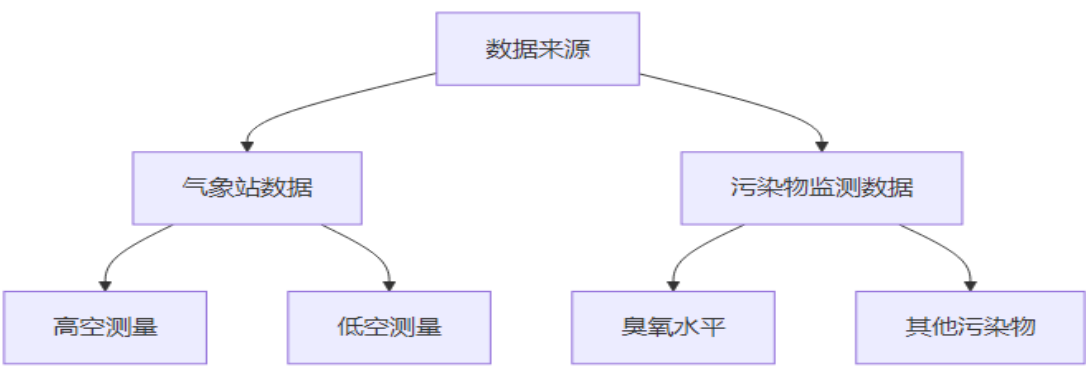 数据来源
气象站数据
污染物监测数据
高空测量
低空测量
臭氧水平
其他污染物